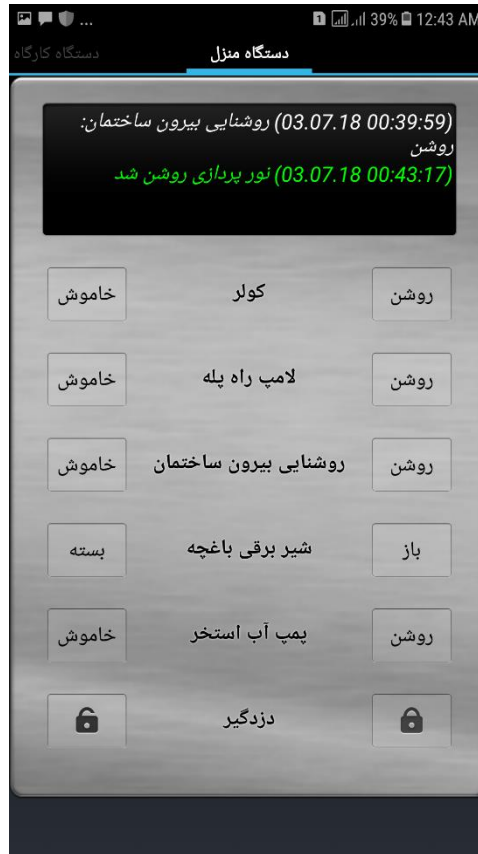 ... 1 39% 12:43 AM
دستگاه منزل دستگاه کارگاه
(03.07.18 00:39:59) روشنایی بیرون ساختمان:
روشن
(03.07.18 00:43:17) نور پردازی روشن شد
روشن کولر خاموش
روشن لامپ راه پله خاموش
روشن روشنایی بیرون ساختمان خاموش
باز شیر برقی باغچه بسته
روشن پمپ آب استخر خاموش
دزدگیر